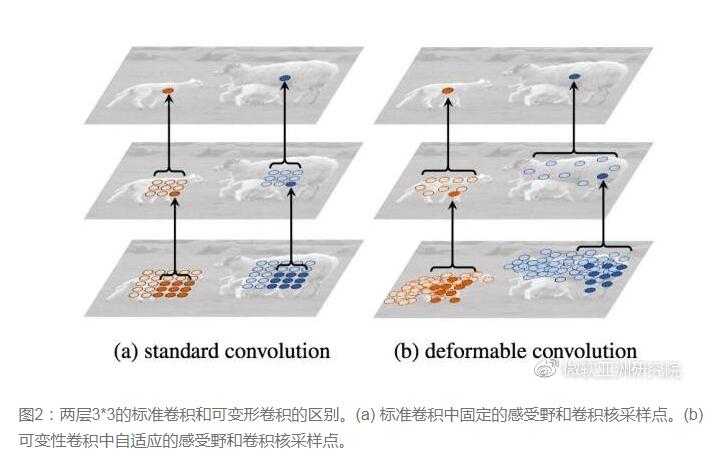 (a) standard convolution
(b) deformable convolution
@微软亚洲研究院
图2：两层3*3的标准卷积和可变形卷积的区别。(a) 标准卷积中固定的感受野和卷积核采样点。(b)
可变性卷积中自适应的感受野和卷积核采样点。